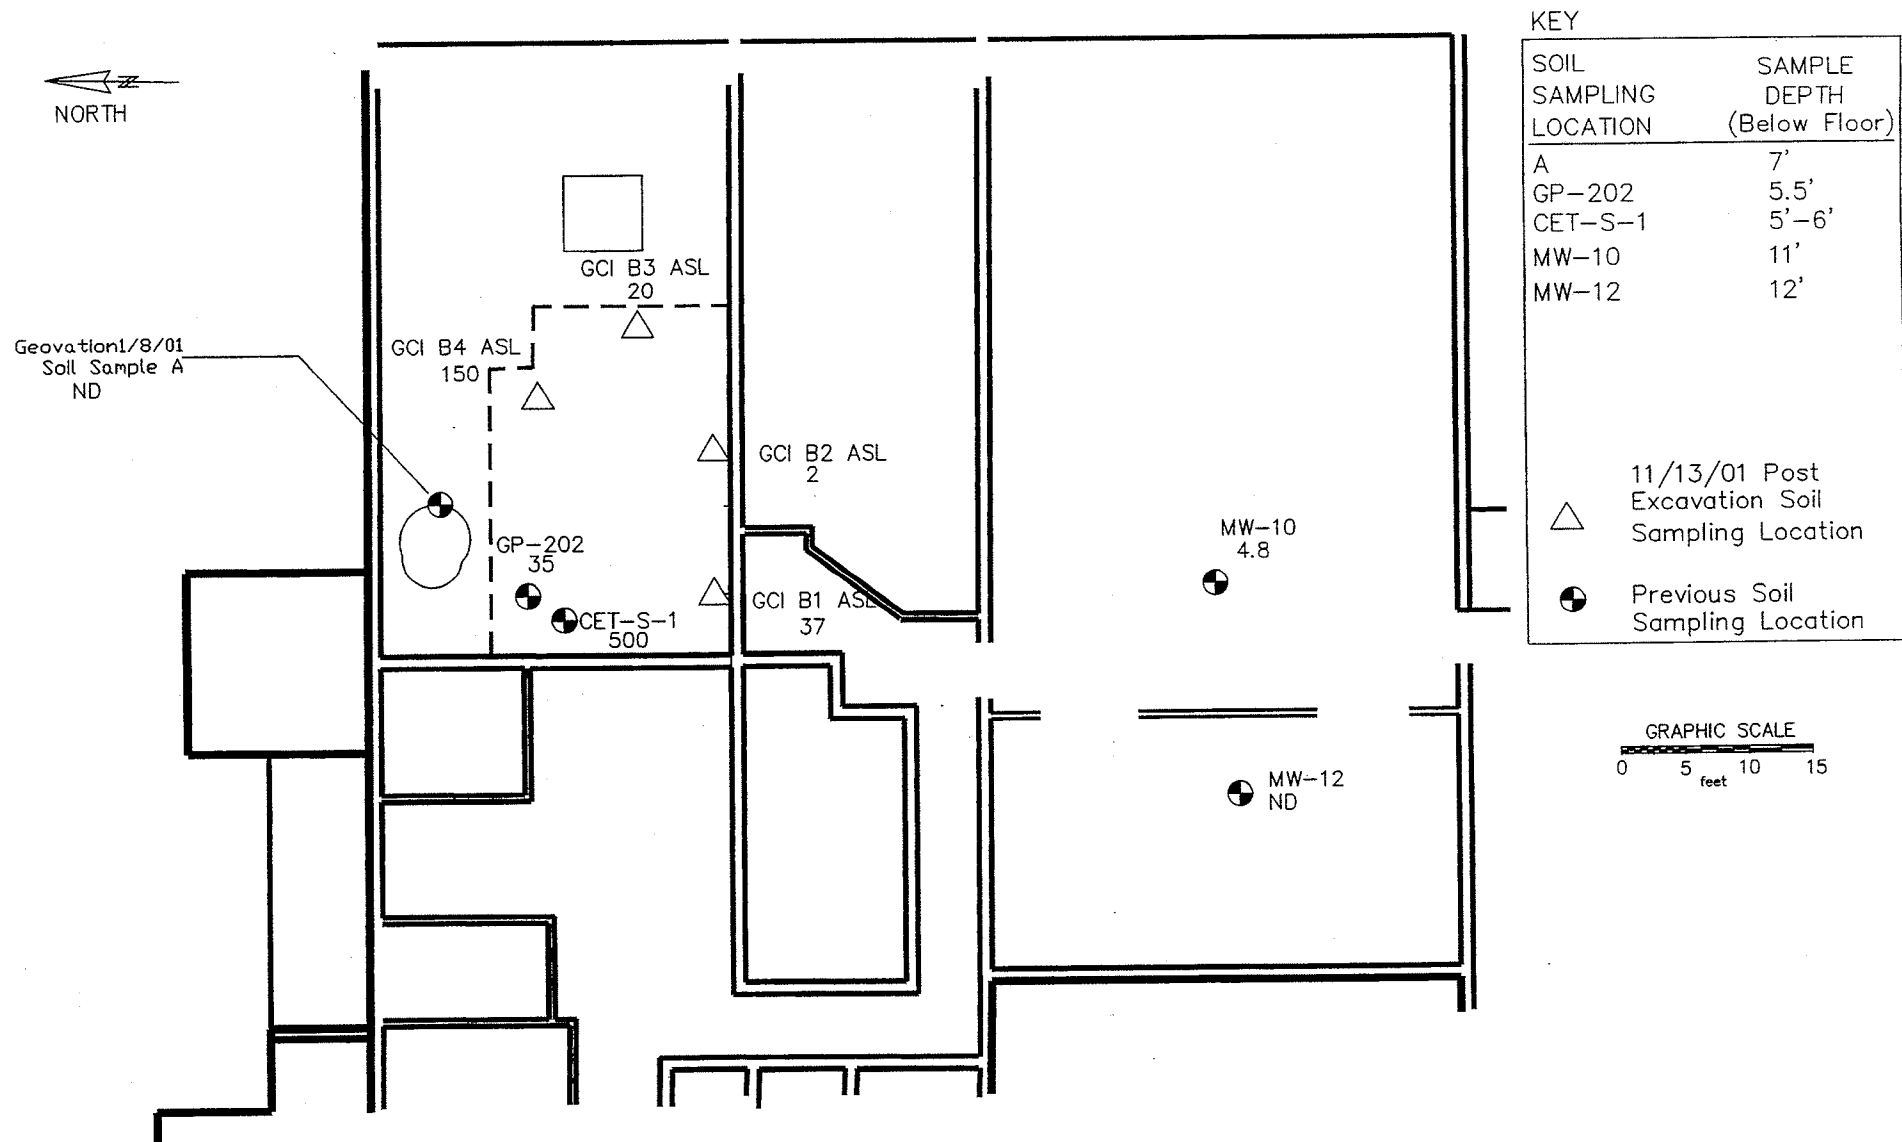 KEY
SOIL SAMPLING LOCATION
SAMPLE DEPTH (Below Floor)
A 7'
GP-202 5.5'
CET-S-1 5'-6'
MW-10 11'
MW-12 12'
11/13/01 Post
Excavation Soil
Sampling Location
Previous Soil
Sampling Location
GRAPHIC SCALE
0 5 10 15
feet
N
NORTH
GCI B3 ASL
20
GCI B4 ASL
150
Geovation1/8/01
Soil Sample A
ND
GCI B2 ASL
2
GP-202
35
CET-S-1
500
GCI B1 ASL
37
MW-10
4.8
MW-12
ND